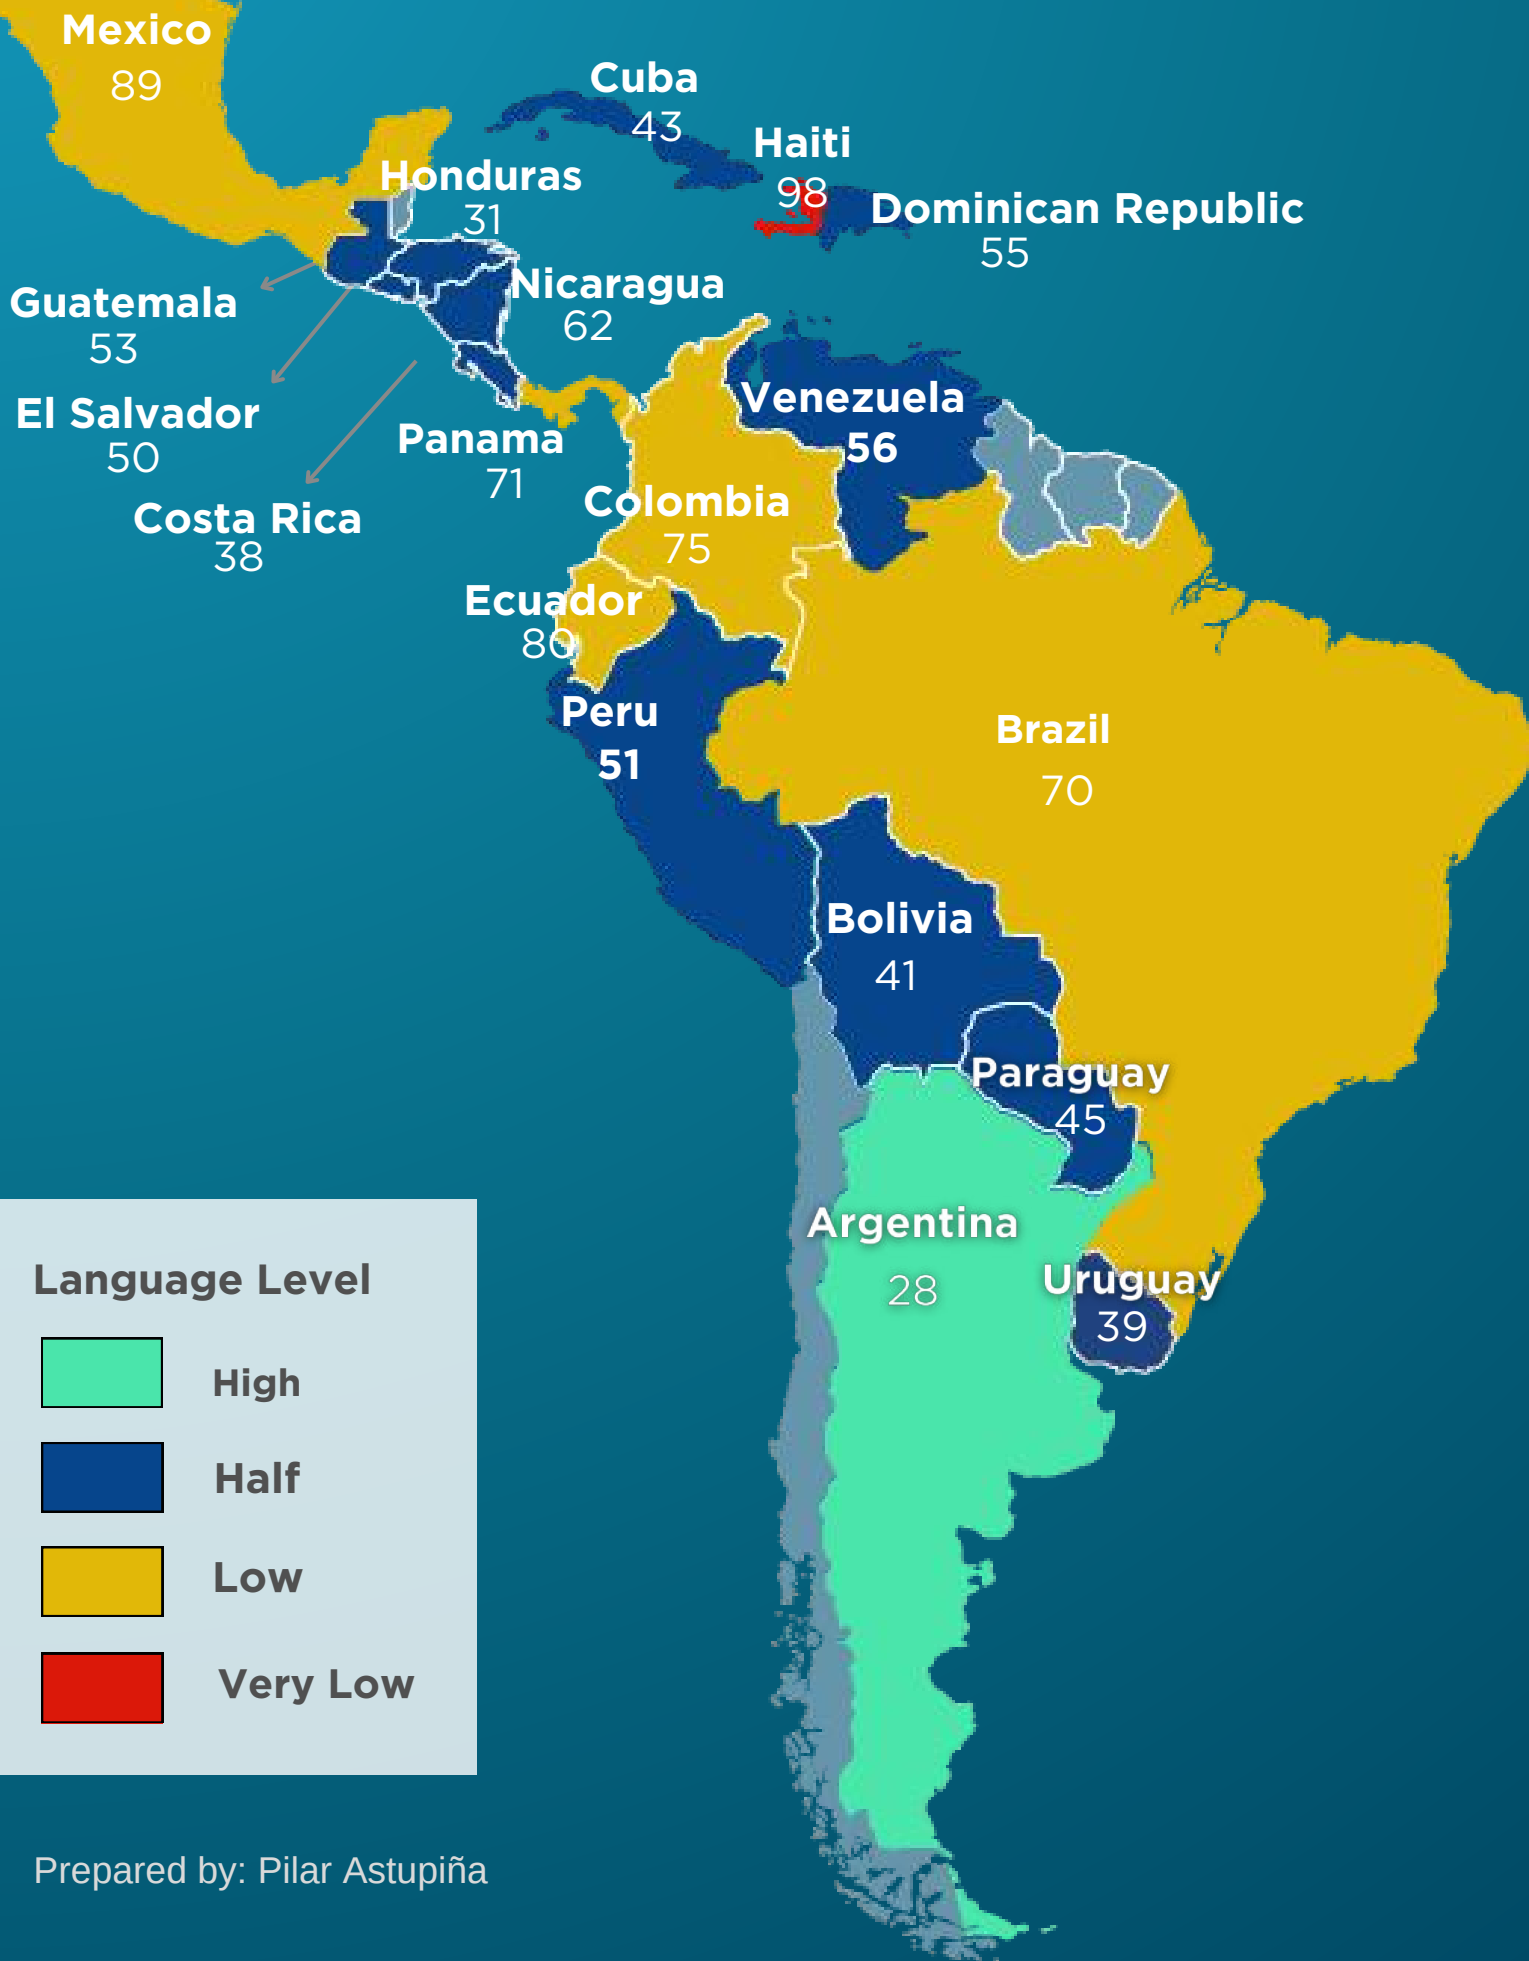 Mexico
89
Cuba
43
Haiti
98
Honduras
31
Dominican Republic
55
Guatemala
53
Nicaragua
62
El Salvador
50
Venezuela
56
Panama
71
Costa Rica
38
Colombia
75
Ecuador
80
Peru
51
Brazil
70
Bolivia
41
Paraguay
45
Argentina
28
Uruguay
39
Language Level
High
Half
Low
Very Low
Prepared by: Pilar Astupiña